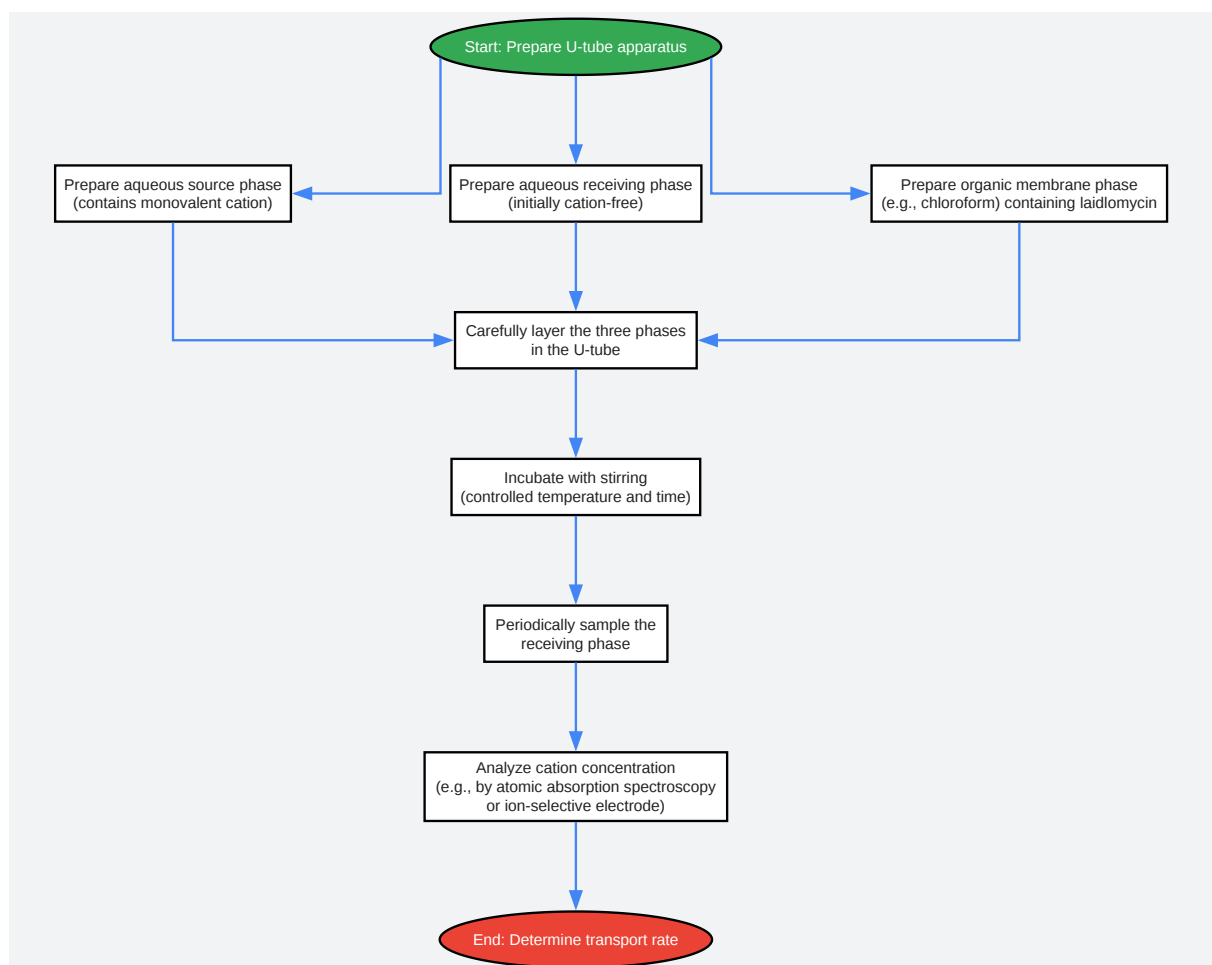 Start: Prepare U-tube apparatus
Prepare aqueous source phase
(contains monovalent cation)
Prepare aqueous receiving phase
(initially cation-free)
Prepare organic membrane phase
(e.g., chloroform) containing laidlomycin
Carefully layer the three phases
in the U-tube
Incubate with stirring
(controlled temperature and time)
Periodically sample the
receiving phase
Analyze cation concentration
(e.g., by atomic absorption spectroscopy
or ion-selective electrode)
End: Determine transport rate